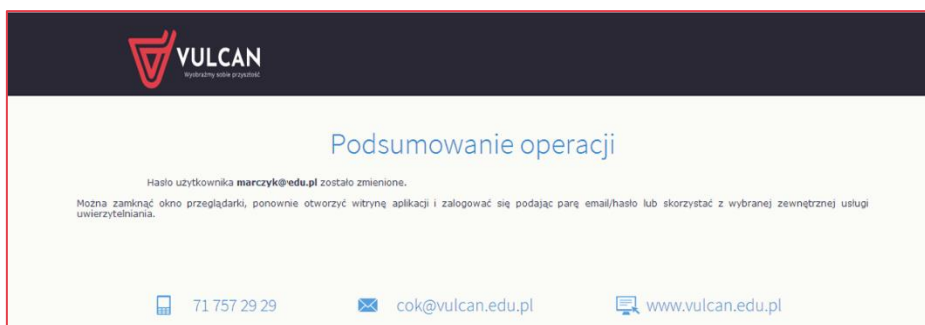 VULCAN
Wyobraźmy sobie przyszłość
Podsumowanie operacji
Hasło użytkownika marczyk@edu.pl zostało zmienione.
Można zamknąć okno przeglądarki, ponownie otworzyć witrynę aplikacji i zalogować się podając parę email/hasło lub skorzystać z wybranej zewnętrznej usługi
uwierzytelniania.
71 757 29 29 cok@vulcan.edu.pl www.vulcan.edu.pl